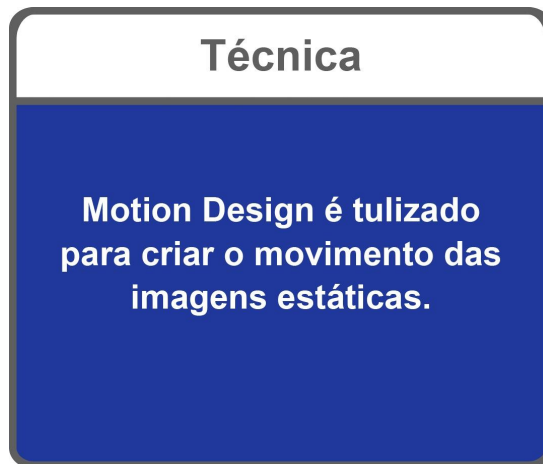 Técnica
Motion Design é tulizado
para criar o movimento das
imagens estáticas.